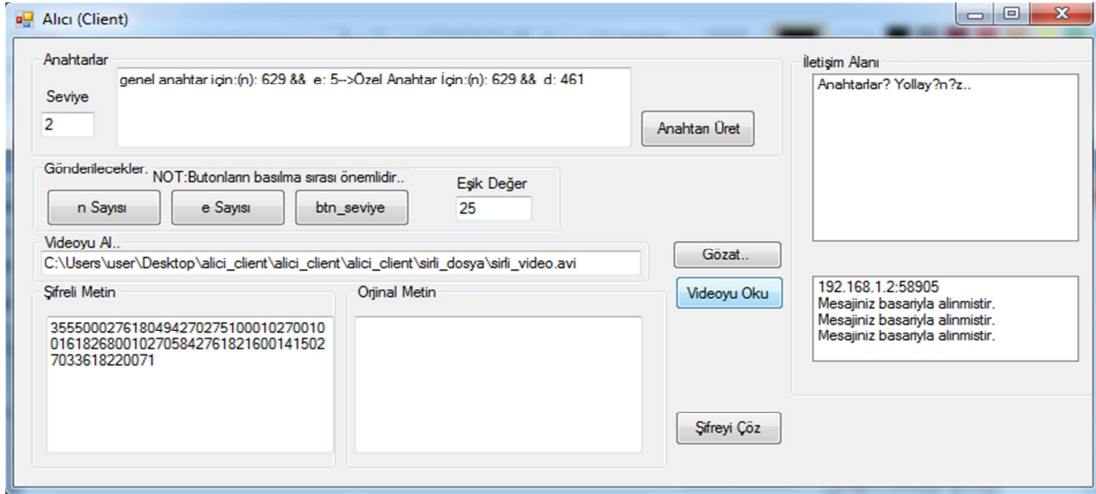 Alıcı (Client)
Anahtarlar
genel anahtar için:(n): 629 && e: 5-->Özel Anahtar İçin:(n): 629 && d: 461
Seviye
2
Anahtarı Üret
Gönderilecekler.
NOT:Butonların basılma sırası önemlidir..
n Sayısı
e Sayısı
btn_seviye
Eşik Değer
25
Videoyu Al..
C:\Users\user\Desktop\alici_client\alici_client\alici_client\sirli_dosya\sirli_video.avi
Gözat..
Videoyu Oku
Şifreli Metin
3555000276180494270275100010270010
0161826800102705842761821600141502
7033618220071
Orjinal Metin
Şifreyi Çöz
İletişim Alanı
Anahtarlar? Yollay?n?z..
192.168.1.2:58905
Mesajiniz basariyla alinmistir.
Mesajiniz basariyla alinmistir.
Mesajiniz basariyla alinmistir.